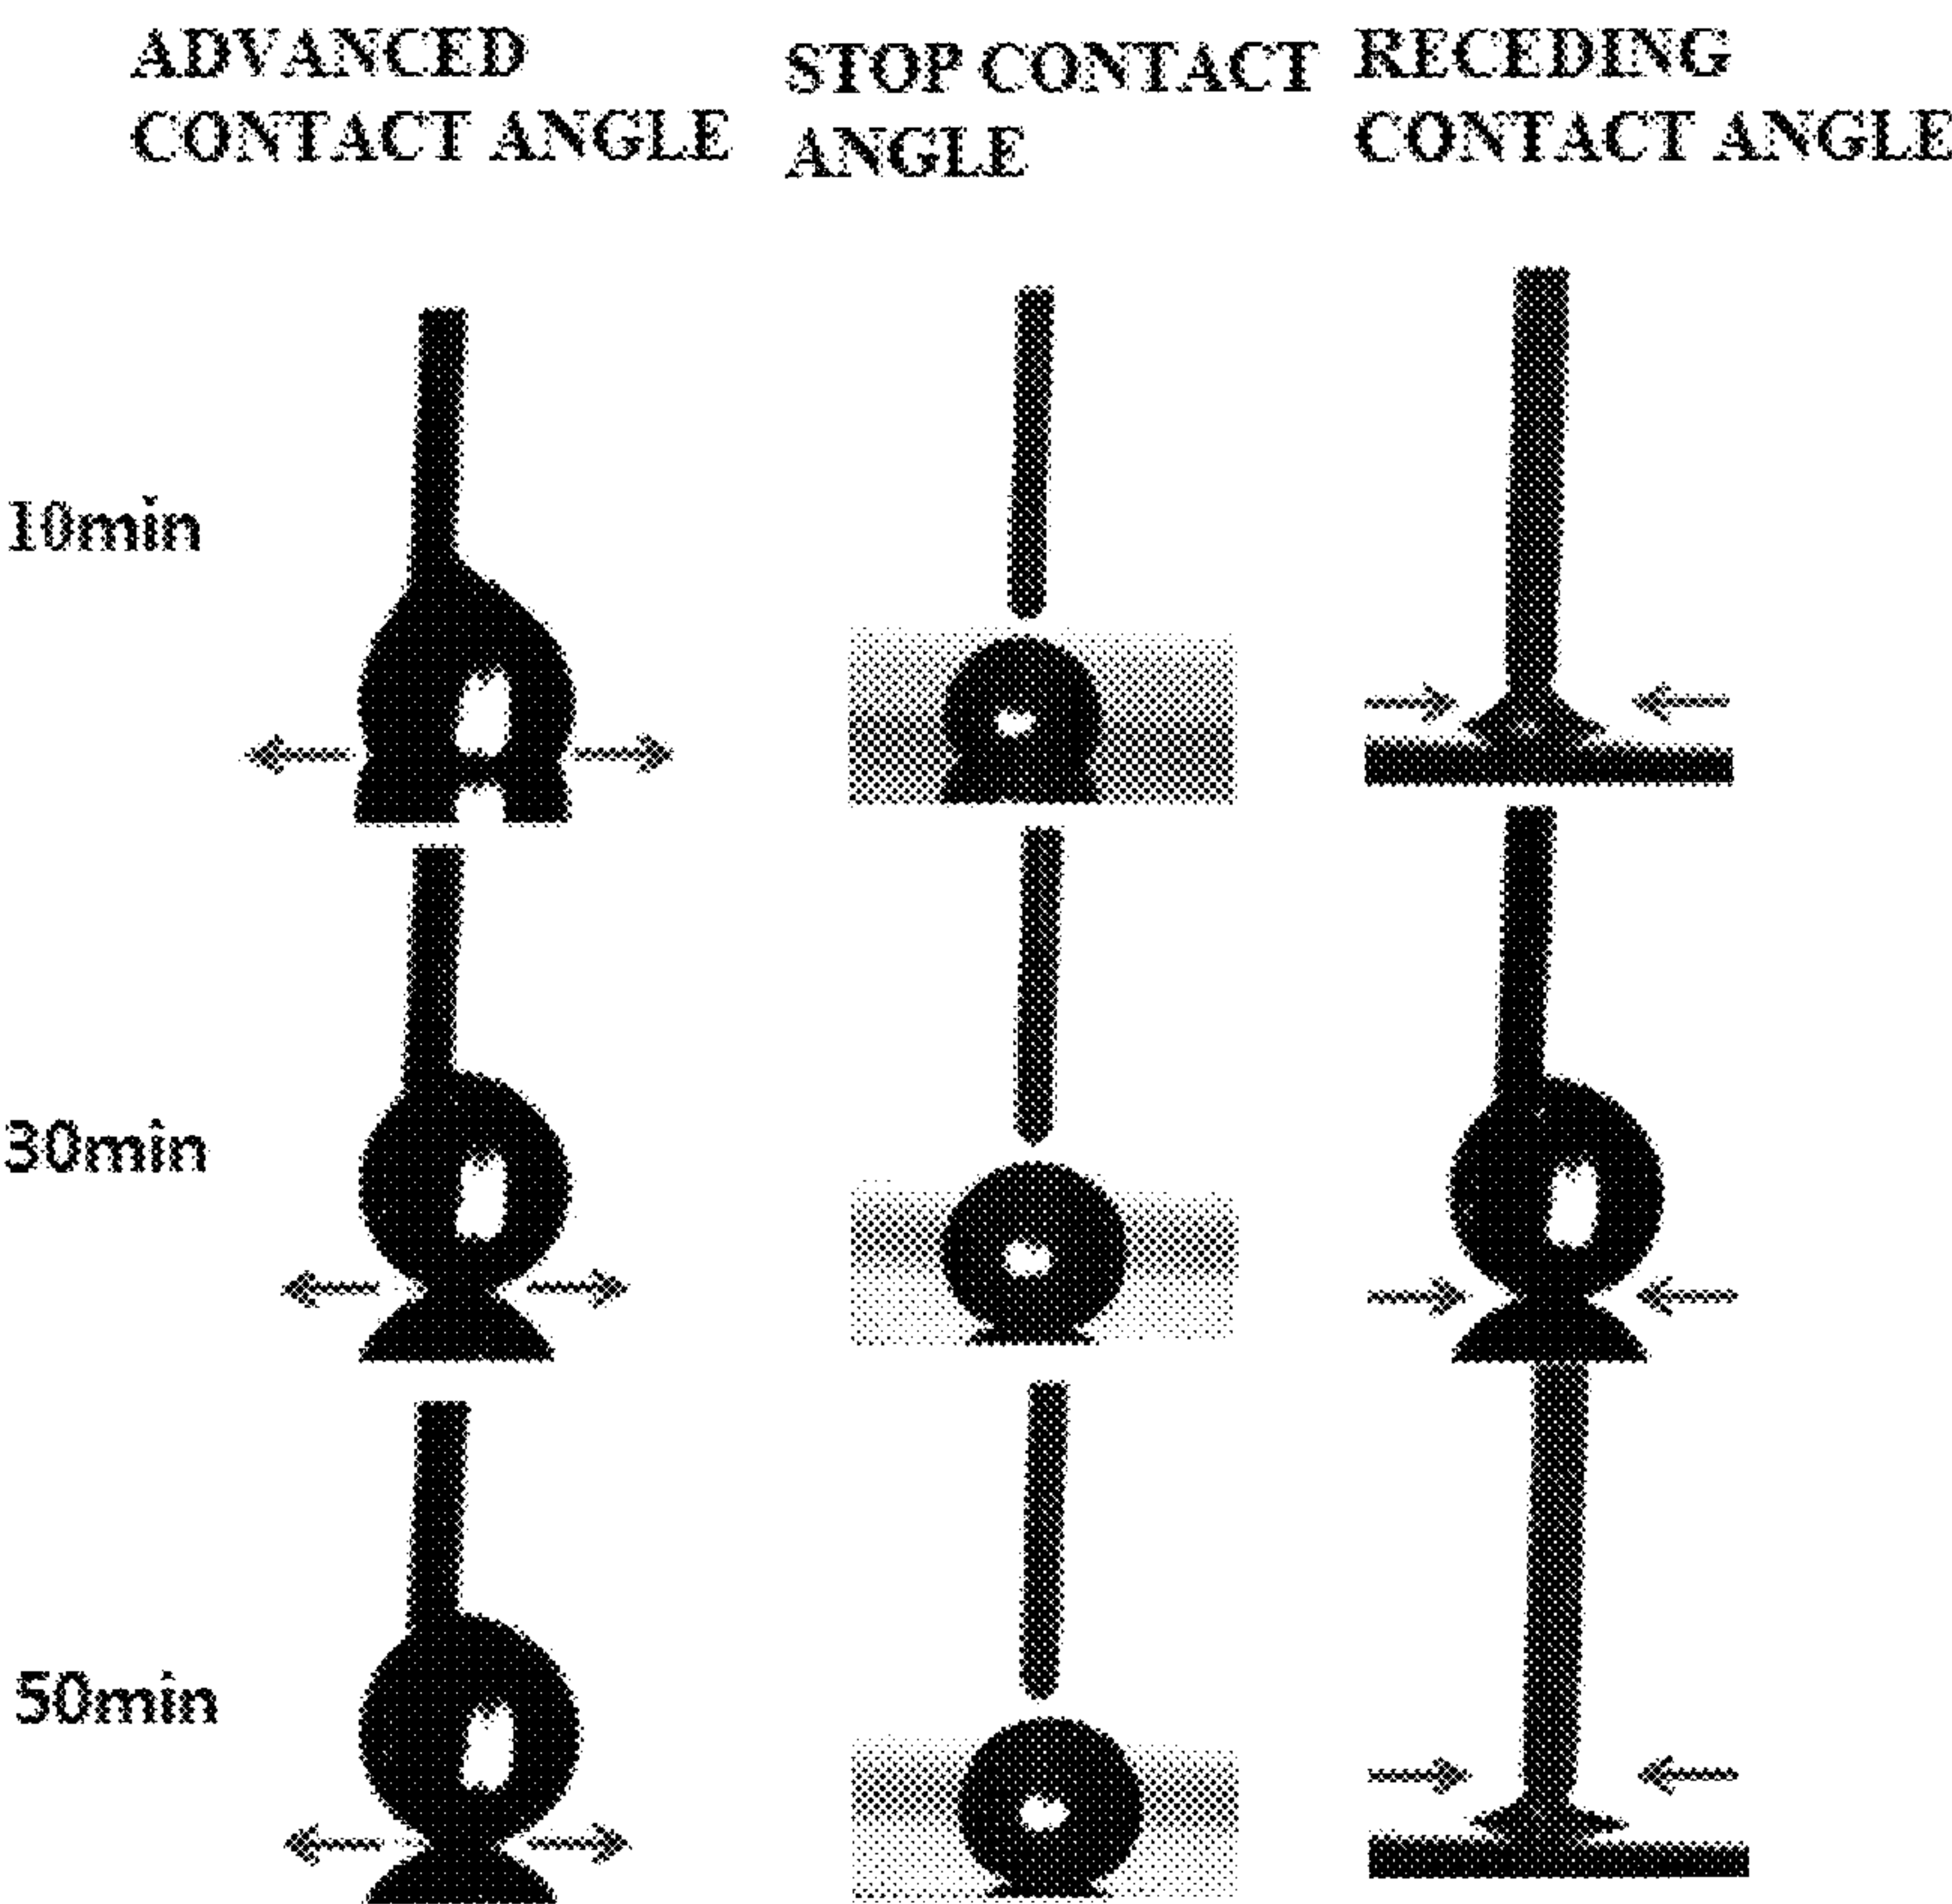 ADVANCED
CONTACT ANGLE
STOP CONTACT
ANGLE
RECEDING
CONTACT ANGLE
10min
30min
50min